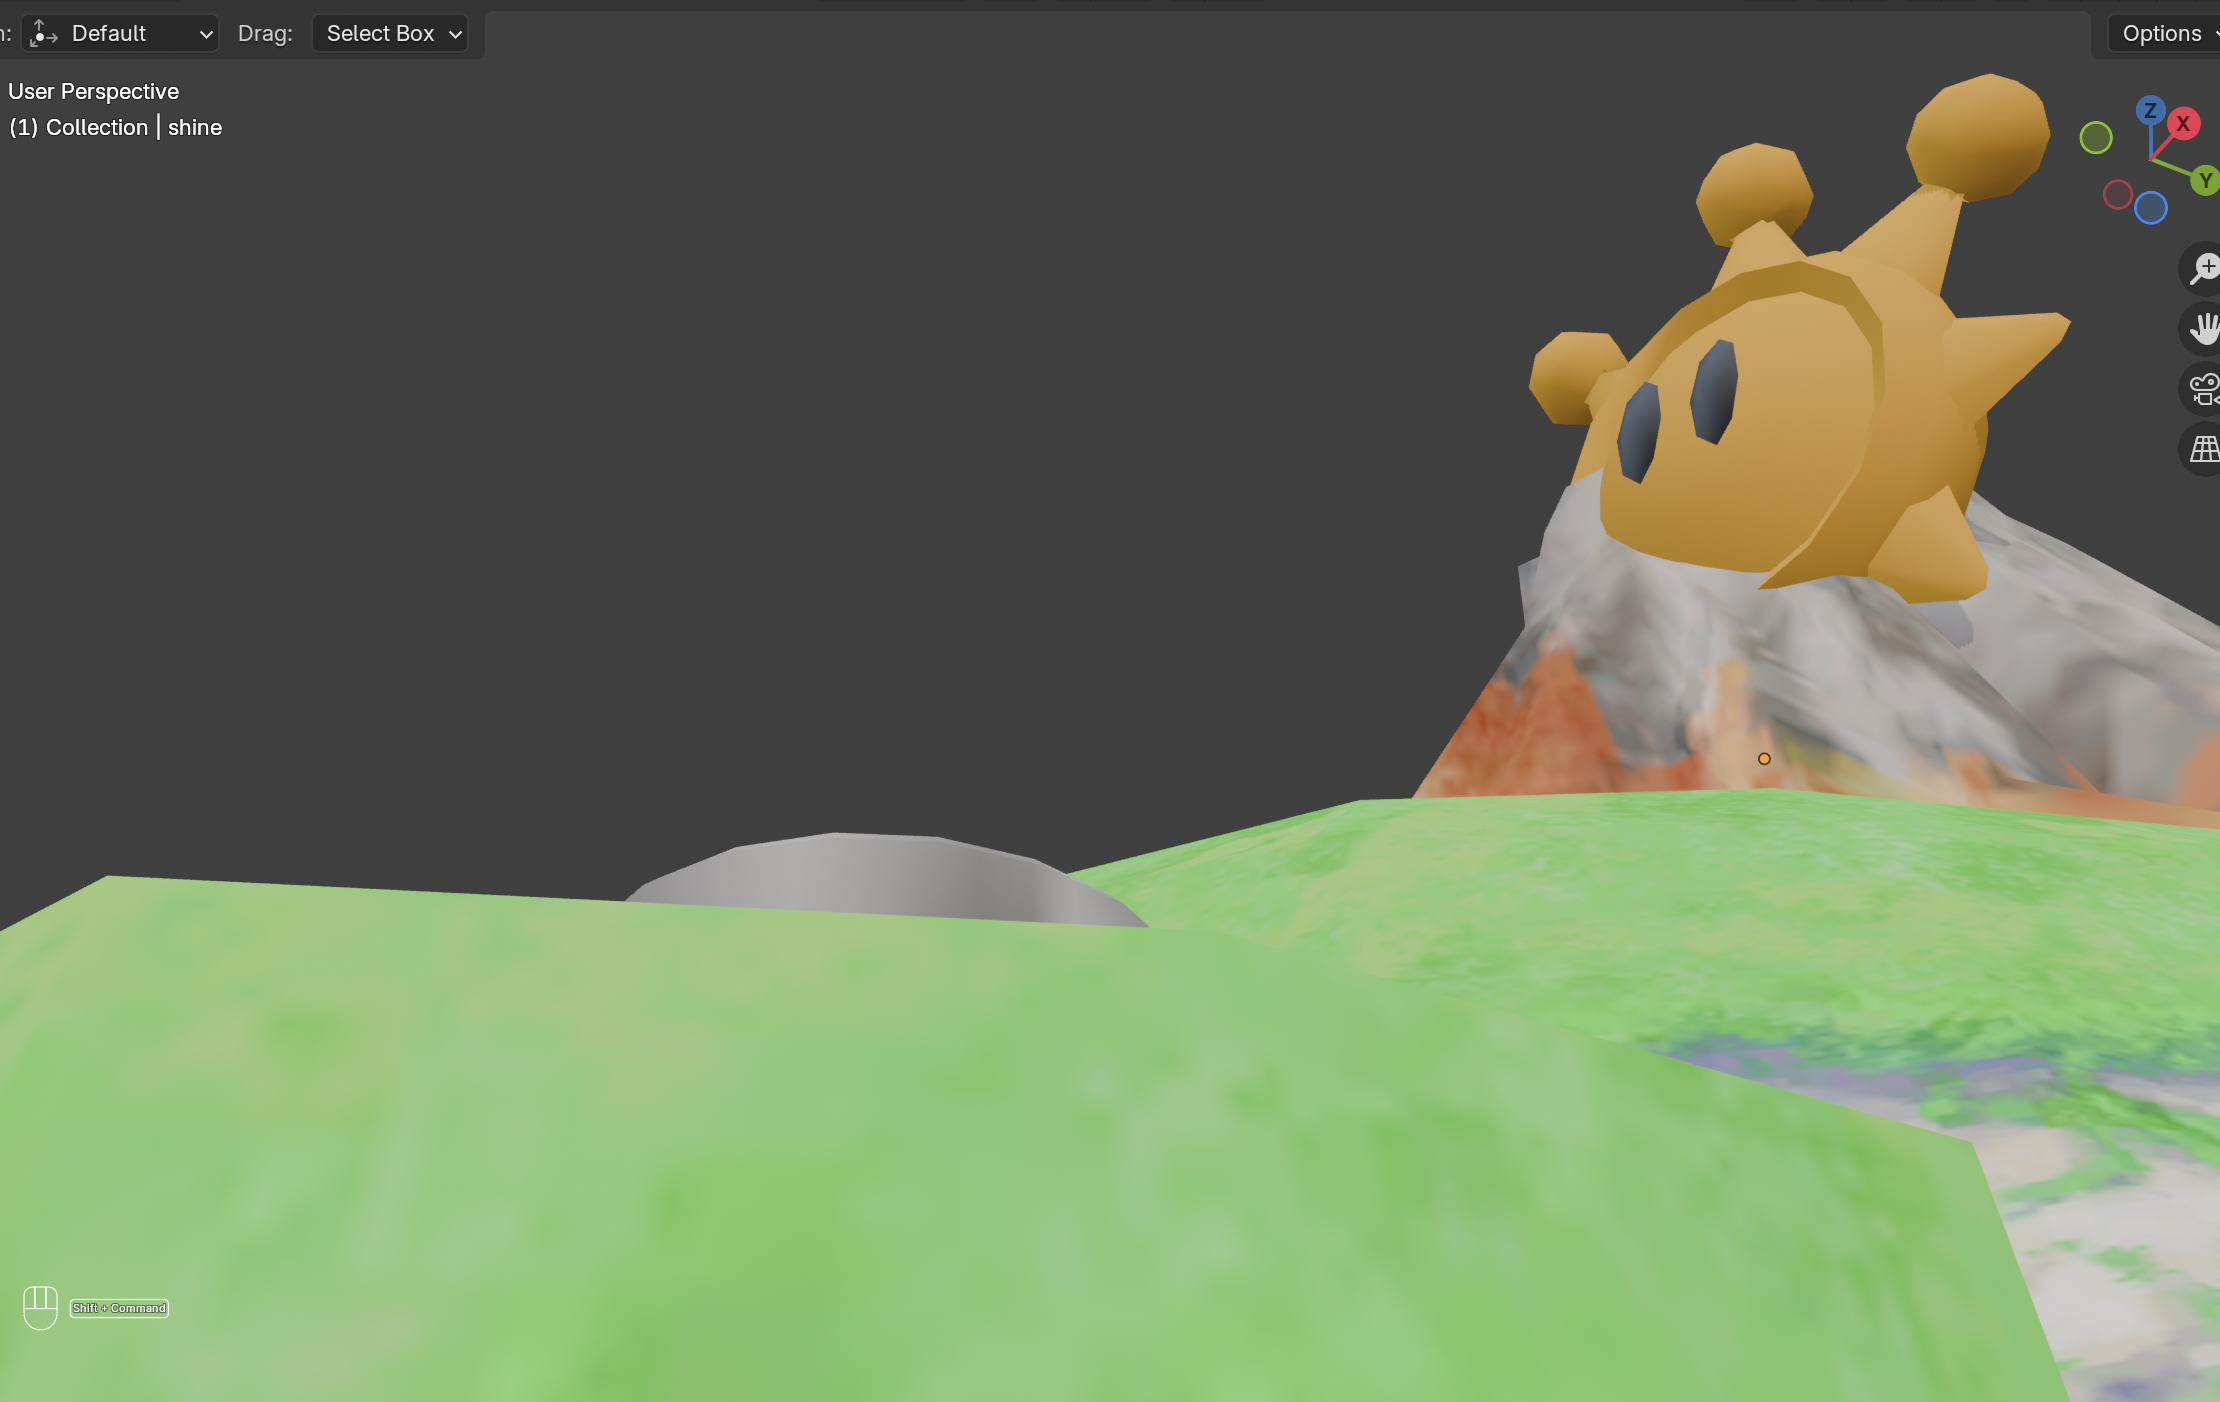 n: Default Drag: Select Box Options
User Perspective
(1) Collection | shine
Z
X
Y
Shift + Command